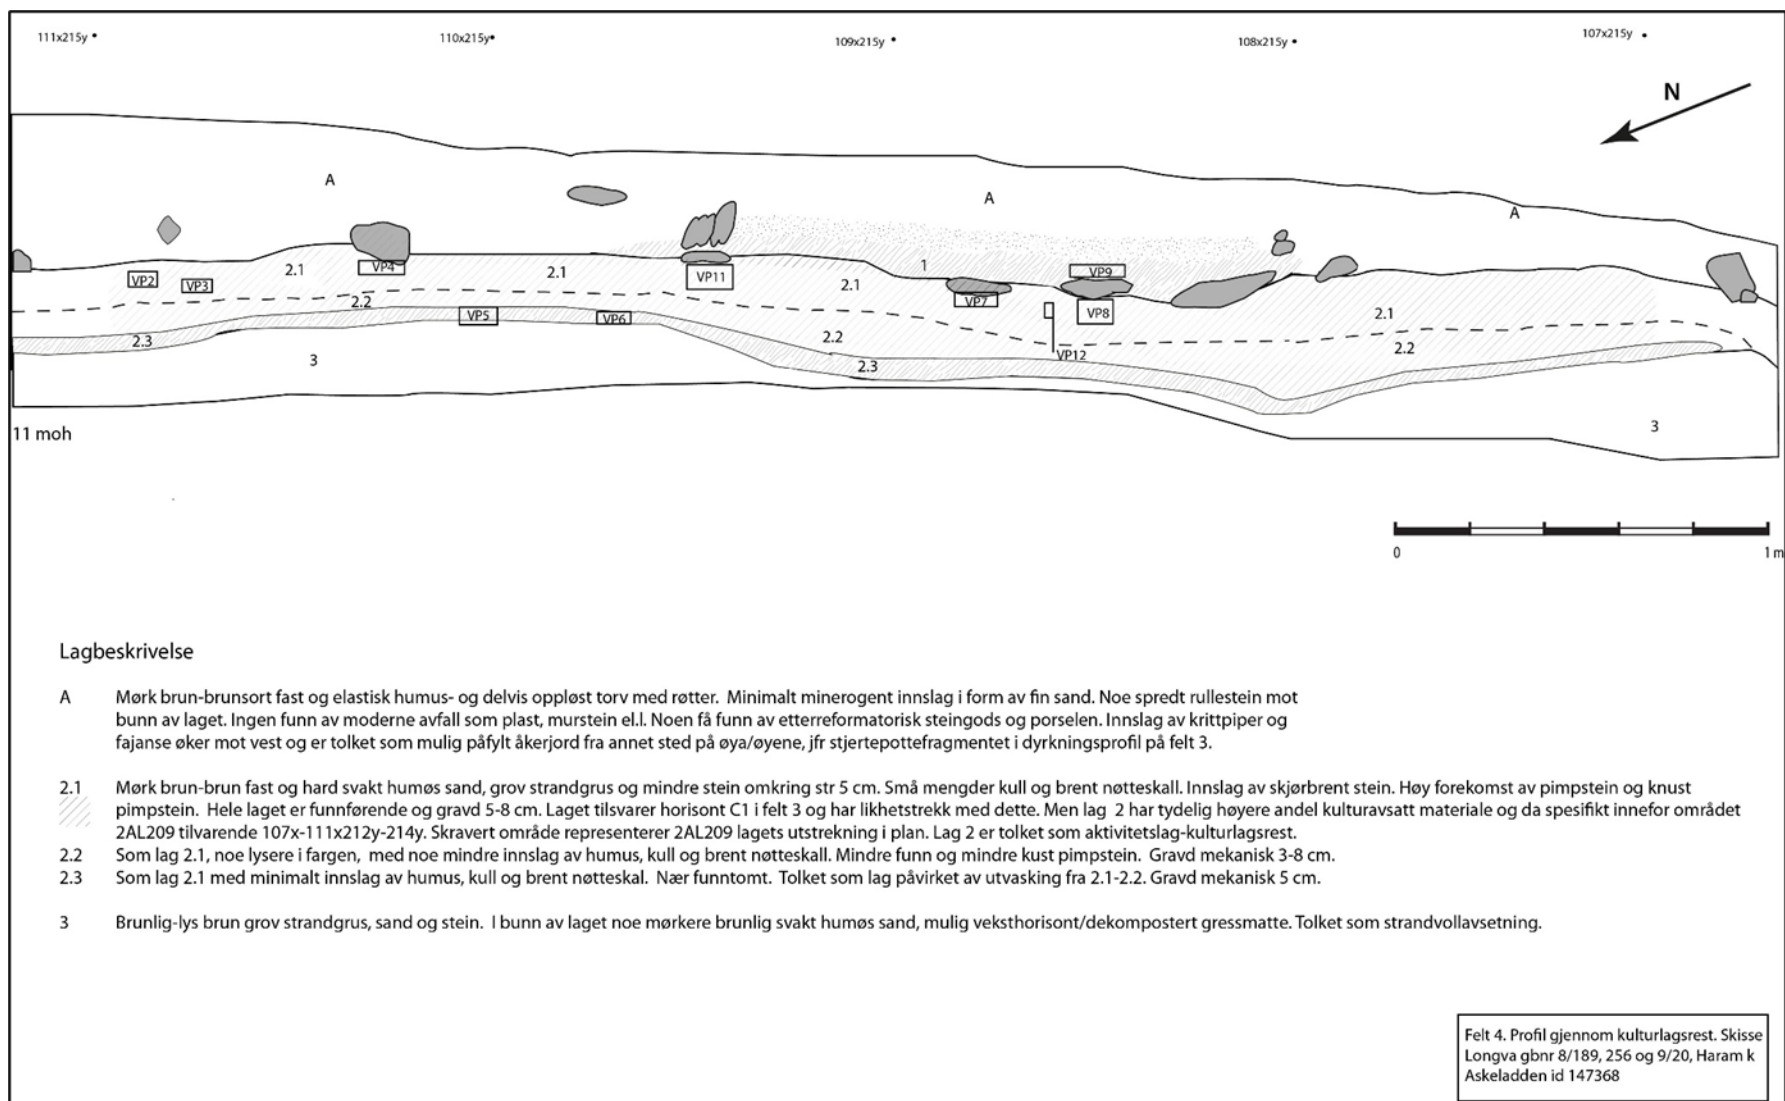 111x215y
110x215y
109x215y
108x215y
107x215y
N
A
A
A
2.1
2.1
2.1
1
2.1
VP2
VP3
VP4
VP11
VP9
VP7
VP8
2.2
VP5
VP6
2.2
VP12
2.2
2.3
3
2.3
3
11 moh
0
1 m
Lagbeskrivelse
A Mørk brun-brunsort fast og elastisk humus- og delvis oppløst torv med røtter. Minimalt minerogent innslag i form av fin sand. Noe spredt rullestein mot
bunn av laget. Ingen funn av moderne avfall som plast, murstein el.l. Noen få funn av etterreformatorisk steingods og porselen. Innslag av krittpiper og
fajanse øker mot vest og er tolket som mulig påfylt åkerjord fra annet sted på øya/øyene, jfr stjertepottefragmentet i dyrkningsprofil på felt 3.
2.1 Mørk brun-brun fast og hard svakt humøs sand, grov strandgrus og mindre stein omkring str 5 cm. Små mengder kull og brent nøtteskall. Innslag av skjørbrent stein. Høy forekomst av pimpstein og knust
pimpstein. Hele laget er funnførende og gravd 5-8 cm. Laget tilsvarer horisont C1 i felt 3 og har likhetstrekk med dette. Men lag 2 har tydelig høyere andel kulturavsatt materiale og da spesifikt innefor området
2AL209 tilvarende 107x-111x212y-214y. Skravert område representerer 2AL209 lagets utstrekning i plan. Lag 2 er tolket som aktivitetslag-kulturlagsrest.
2.2 Som lag 2.1, noe lysere i fargen, med noe mindre innslag av humus, kull og brent nøtteskall. Mindre funn og mindre kust pimpstein. Gravd mekanisk 3-8 cm.
2.3 Som lag 2.1 med minimalt innslag av humus, kull og brent nøtteskal. Nær funntomt. Tolket som lag påvirket av utvasking fra 2.1-2.2. Gravd mekanisk 5 cm.
3 Brunlig-lys brun grov strandgrus, sand og stein. I bunn av laget noe mørkere brunlig svakt humøs sand, mulig veksthorisont/dekompostert gressmatte. Tolket som strandvollavsetning.
Felt 4. Profil gjennom kulturlagsrest. Skisse
Longva gbnr 8/189, 256 og 9/20, Haram k
Askeladden id 147368